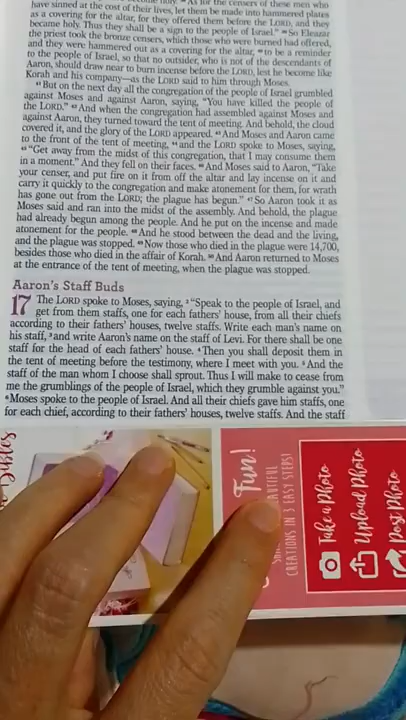 have sinned at the cost of their lives, let them be made into hammered plates
as a covering for the altar, for they offered them before the LORD, and they
became holy. Thus they shall be a sign to the people of Israel." So Eleazar
the priest took the bronze censers, which those who were burned had offered,
and they were hammered out as a covering for the altar, to be a reminder
to the people of Israel, so that no outsider, who is not of the descendants of
Aaron, should draw near to burn incense before the LORD, lest he become like
Korah and his company—as the LORD said to him through Moses.
41 But on the next day all the congregation of the people of Israel grumbled
against Moses and against Aaron, saying, "You have killed the people of
the LORD." 42 And when the congregation had assembled against Moses and
against Aaron, they turned toward the tent of meeting. And behold, the cloud
covered it, and the glory of the LORD appeared. 43 And Moses and Aaron came
to the front of the tent of meeting, 44 and the LORD spoke to Moses, saying,
45 "Get away from the midst of this congregation, that I may consume them
in a moment." And they fell on their faces. 46 And Moses said to Aaron, "Take
your censer, and put fire on it from off the altar and lay incense on it and
carry it quickly to the congregation and make atonement for them, for wrath
has gone out from the LORD; the plague has begun." 47 So Aaron took it as
Moses said and ran into the midst of the assembly. And behold, the plague
had already begun among the people. And he put on the incense and made
atonement for the people. 48 And he stood between the dead and the living,
and the plague was stopped. 49 Now those who died in the plague were 14,700,
besides those who died in the affair of Korah. 50 And Aaron returned to Moses
at the entrance of the tent of meeting, when the plague was stopped.
Aaron's Staff Buds
17 The LORD spoke to Moses, saying, 2 "Speak to the people of Israel, and
get from them staffs, one for each fathers' house, from all their chiefs
according to their fathers' houses, twelve staffs. Write each man's name on
his staff, 3 and write Aaron's name on the staff of Levi. For there shall be one
staff for the head of each fathers' house. 4 Then you shall deposit them in
the tent of meeting before the testimony, where I meet with you. 5 And the
staff of the man whom I choose shall sprout. Thus I will make to cease from
me the grumblings of the people of Israel, which they grumble against you."
6 Moses spoke to the people of Israel. And all their chiefs gave him staffs, one
for each chief, according to their fathers' houses, twelve staffs. And the staff
Bibles
Fun!
CREATIONS IN 3 EASY STEPS!
Take a Photo
Upload Photo
Post Photo